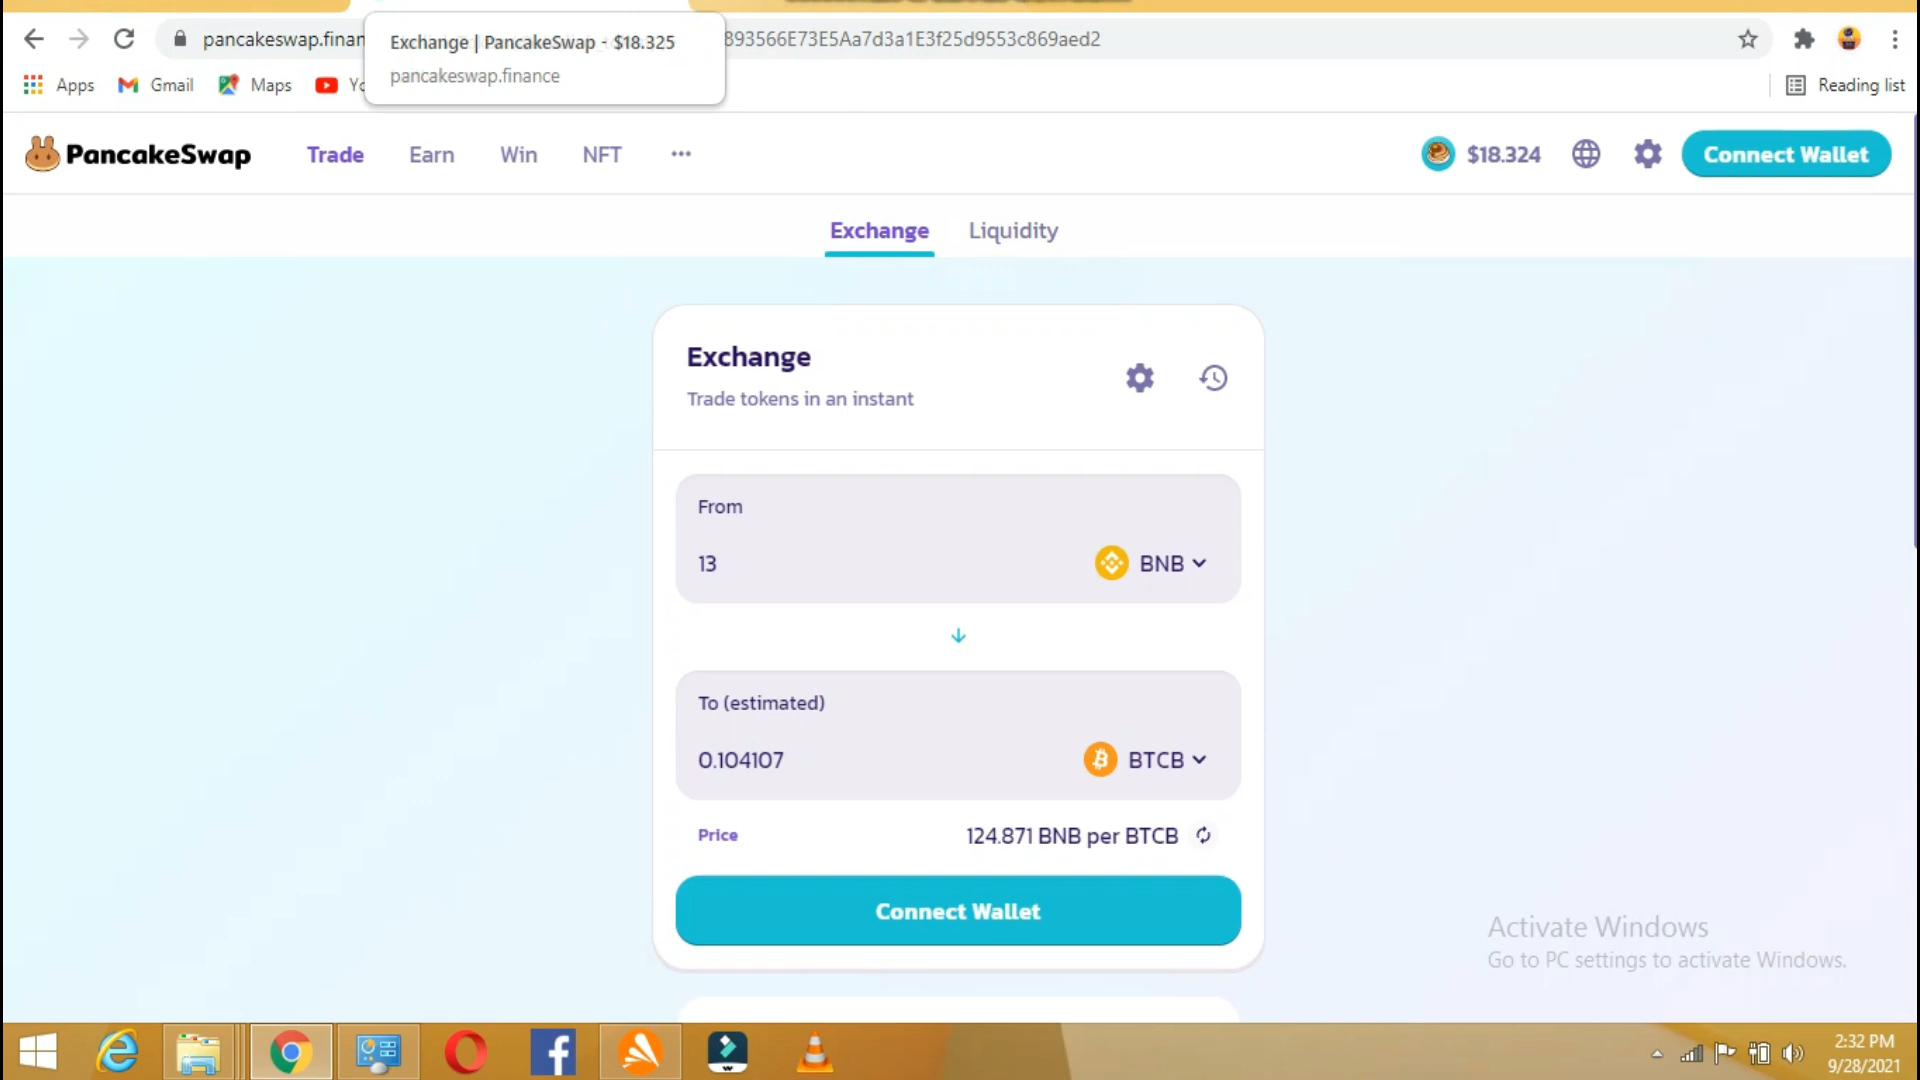 pancakeswap.finan
Exchange | PancakeSwap - $18.325
pancakeswap.finance
893566E73E5Aa7d3a1E3f25d9553c869aed2
Apps
Gmail
Maps
Reading list
PancakeSwap
Trade
Earn
Win
NFT
$18.324
Connect Wallet
Exchange
Liquidity
Exchange
Trade tokens in an instant
From
13
BNB
To (estimated)
0.104107
BTCB
Price
124.871 BNB per BTCB
Connect Wallet
Activate Windows
Go to PC settings to activate Windows.
2:32 PM
9/28/2021